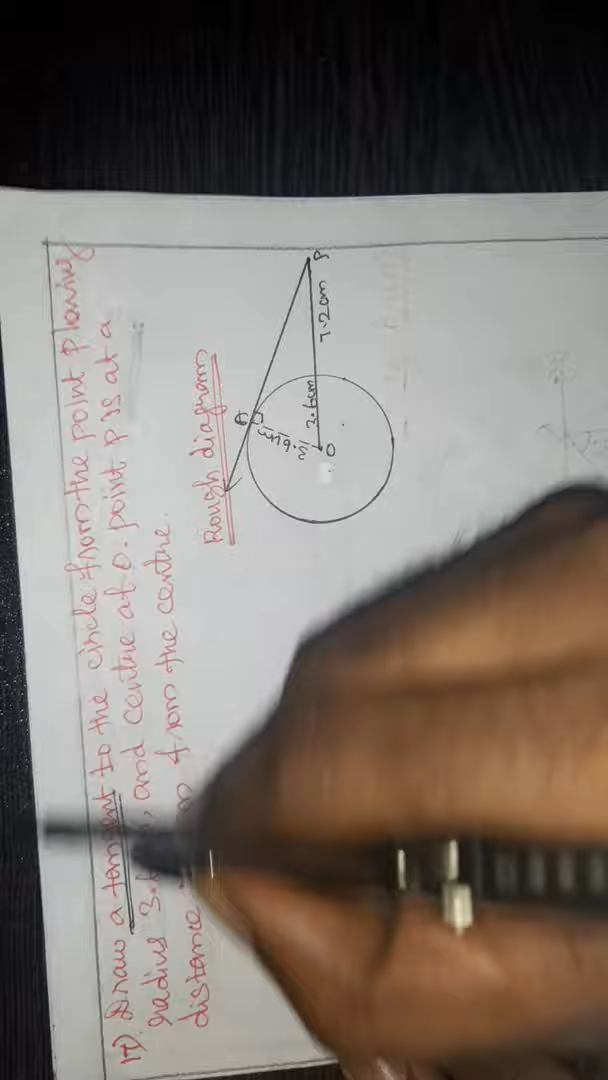 17) Draw a tangent to the circle from the point p having
radius 3.6 , and centre at O. point p is at a
distance from the centre.
Rough diagram
A
3.6cm
3.6cm
O
7.2cm
P